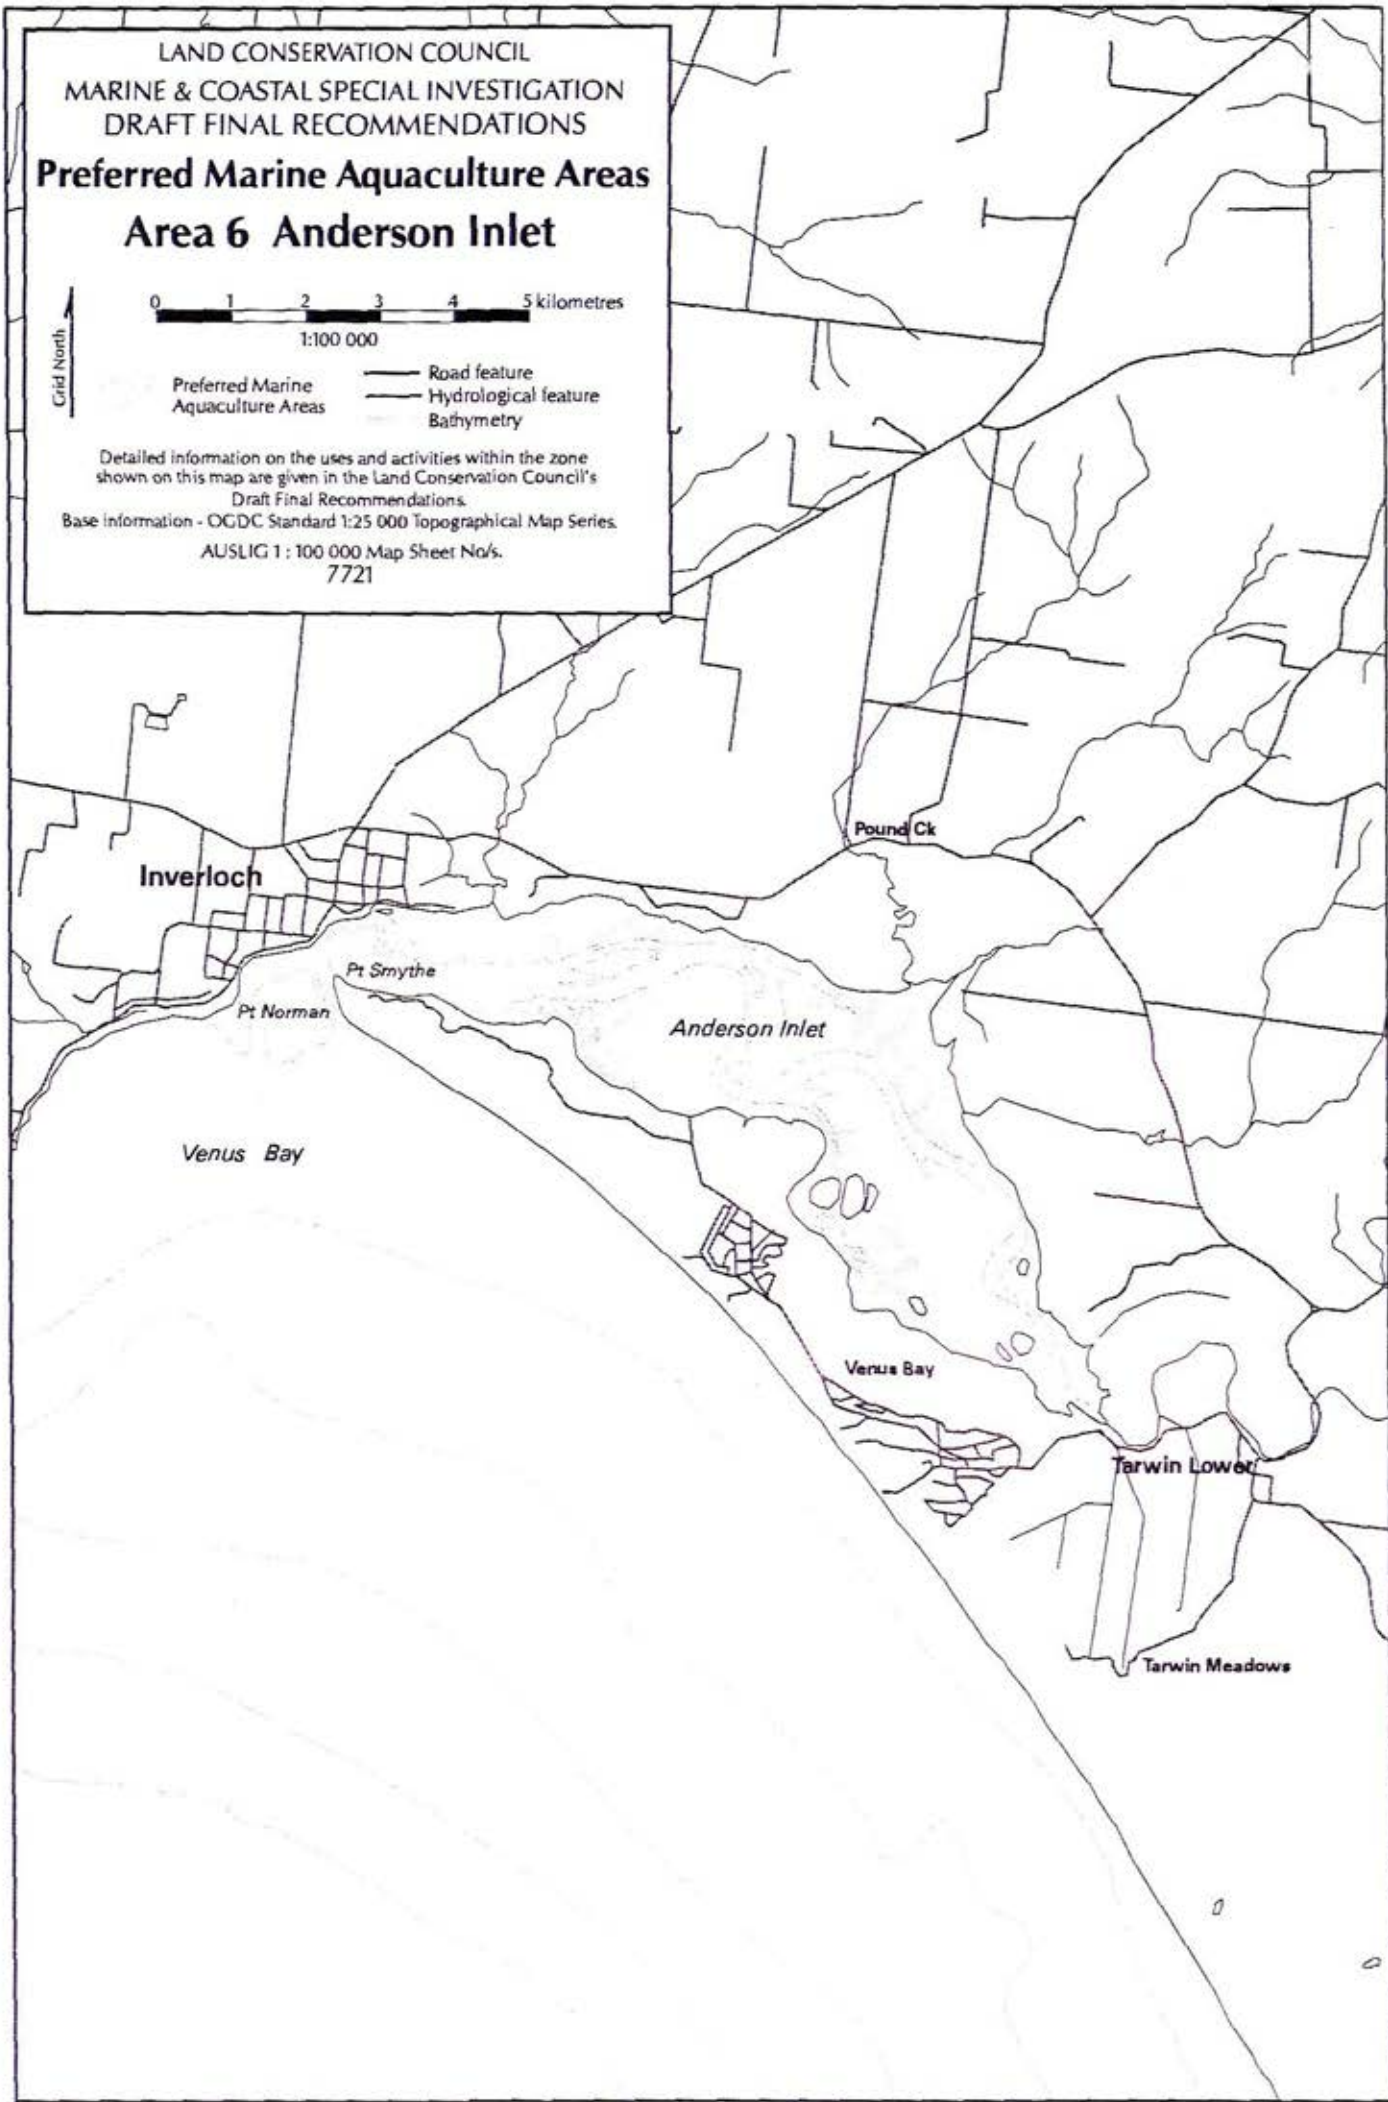 LAND CONSERVATION COUNCIL
MARINE & COASTAL SPECIAL INVESTIGATION
DRAFT FINAL RECOMMENDATIONS
Preferred Marine Aquaculture Areas
Area 6 Anderson Inlet
0 1 2 3 4 5 kilometres
1:100 000
Grid North
Preferred Marine
Aquaculture Areas
Road feature
Hydrological feature
Bathymetry
Detailed information on the uses and activities within the zone
shown on this map are given in the Land Conservation Council's
Draft Final Recommendations.
Base information - OGDC Standard 1:25 000 Topographical Map Series.
AUSLIG 1 : 100 000 Map Sheet No/s.
7721
Pound Ck
Inverloch
Pt Smythe
Pt Norman
Anderson Inlet
Venus Bay
Venus Bay
Tarwin Lower
Tarwin Meadows